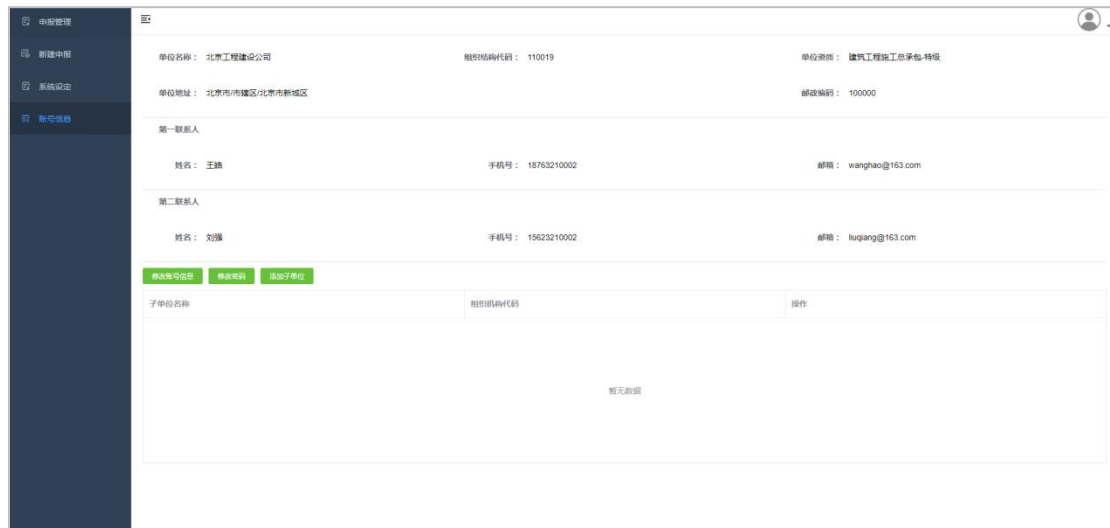 申报管理
新建申报
系统设定
账号信息
单位名称： 北京工程建设公司 组织结构代码： 110019 单位资质： 建筑工程施工总承包-特级
单位地址： 北京市/市辖区/北京市新城区 邮政编码： 100000
第一联系人
姓名： 王皓 手机号： 18763210002 邮箱： wanghao@163.com
第二联系人
姓名： 刘强 手机号： 15623210002 邮箱： liuqiang@163.com
修改账号信息 修改密码 添加子单位
子单位名称 组织机构代码 操作
暂无数据